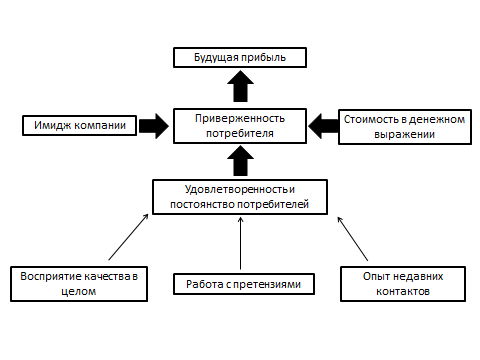 Будущая прибыль
Имидж компании
Приверженность
потребителя
Стоимость в денежном
выражении
Удовлетворенность и
постоянство потребителей
Восприятие качества в
целом
Работа с претензиями
Опыт недавних
контактов